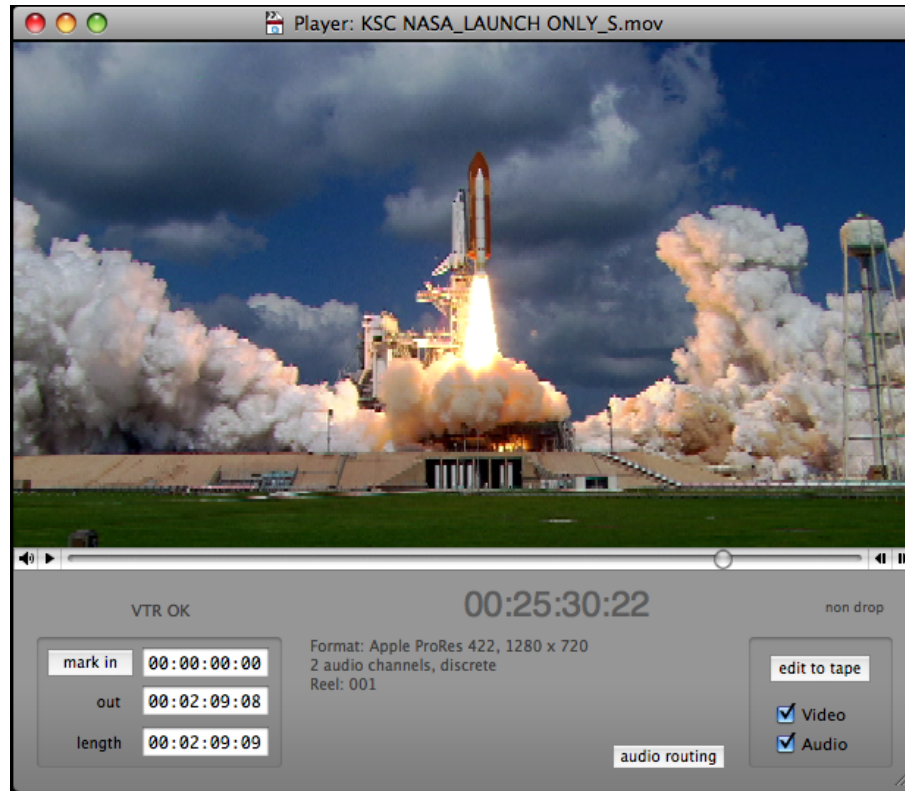 Player: KSC NASA_LAUNCH ONLY_S.mov
VTR OK
00:25:30:22
non drop
mark in 00:00:00:00
out 00:02:09:08
length 00:02:09:09
Format: Apple ProRes 422, 1280 x 720
2 audio channels, discrete
Reel: 001
audio routing
edit to tape
Video
Audio